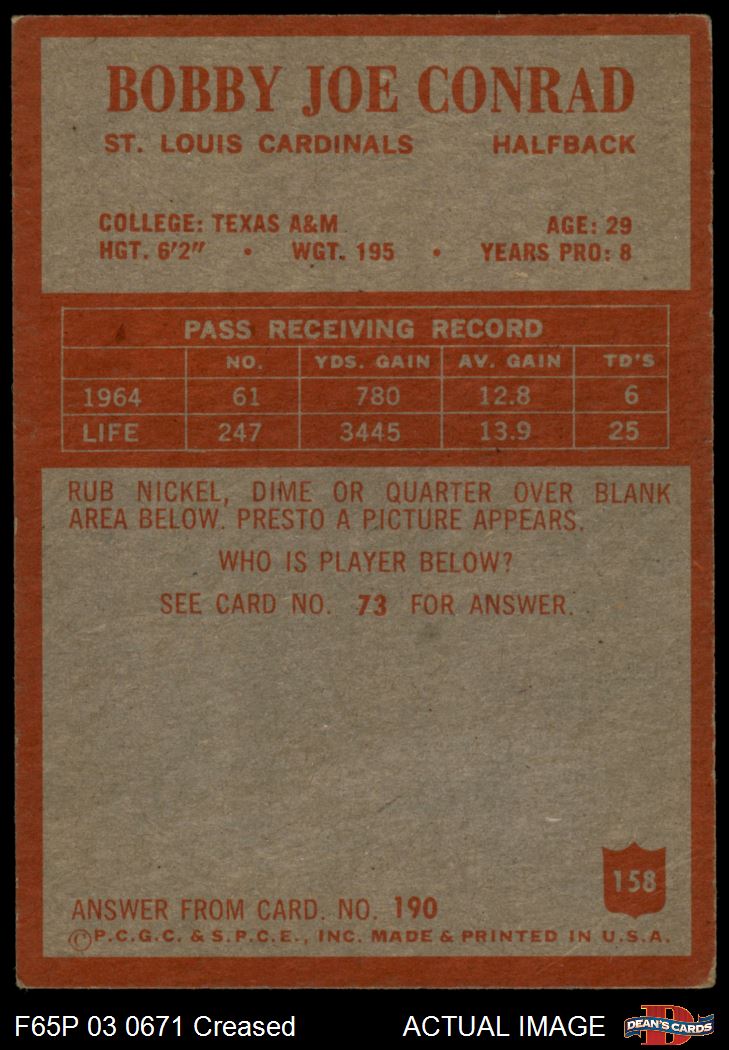 BOBBY JOE CONRAD
ST. LOUIS CARDINALS HALFBACK
COLLEGE: TEXAS A&M AGE: 29
HGT. 6'2" • WGT. 195 • YEARS PRO: 8
PASS RECEIVING RECORD
NO. YDS. GAIN AV. GAIN TD'S
1964 61 780 12.8 6
LIFE 247 3445 13.9 25
RUB NICKEL, DIME OR QUARTER OVER BLANK
AREA BELOW. PRESTO A PICTURE APPEARS.
WHO IS PLAYER BELOW?
SEE CARD NO. 73 FOR ANSWER.
158
ANSWER FROM CARD. NO. 190
©P.C.G.C. & S.P.C.E., INC. MADE & PRINTED IN U.S.A.
F65P 03 0671 Creased ACTUAL IMAGE
D
DEAN'S CARDS